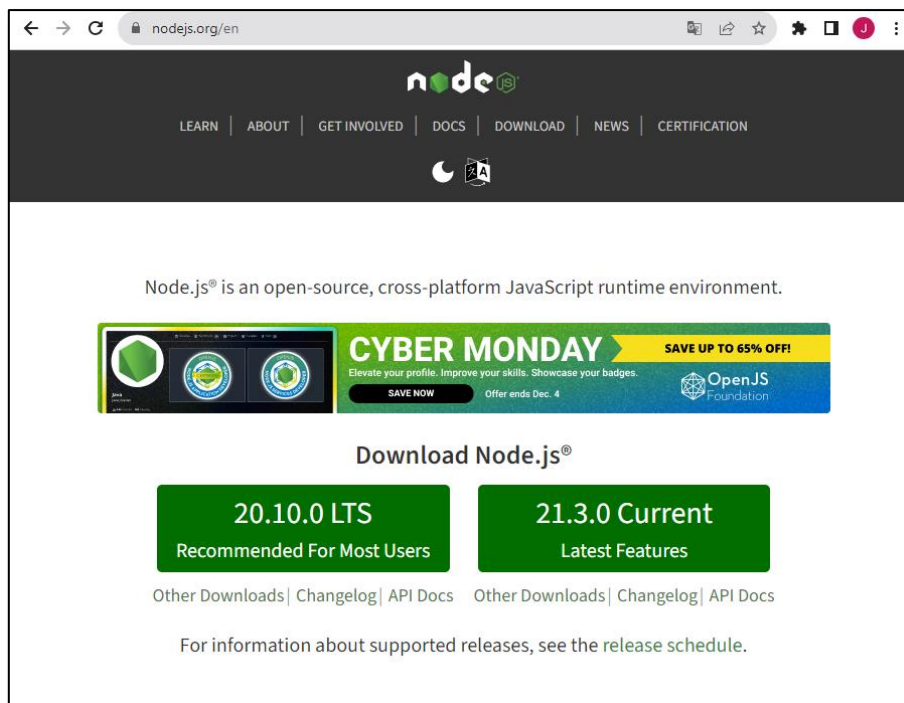 nodejs.org/en
J
node JS
LEARN | ABOUT | GET INVOLVED | DOCS | DOWNLOAD | NEWS | CERTIFICATION
Node.js® is an open-source, cross-platform JavaScript runtime environment.
CYBER MONDAY
SAVE UP TO 65% OFF!
Elevate your profile. Improve your skills. Showcase your badges.
SAVE NOW
Offer ends Dec. 4
OpenJS
Foundation
Download Node.js®
20.10.0 LTS
Recommended For Most Users
21.3.0 Current
Latest Features
Other Downloads| Changelog| API Docs
Other Downloads| Changelog| API Docs
For information about supported releases, see the release schedule.